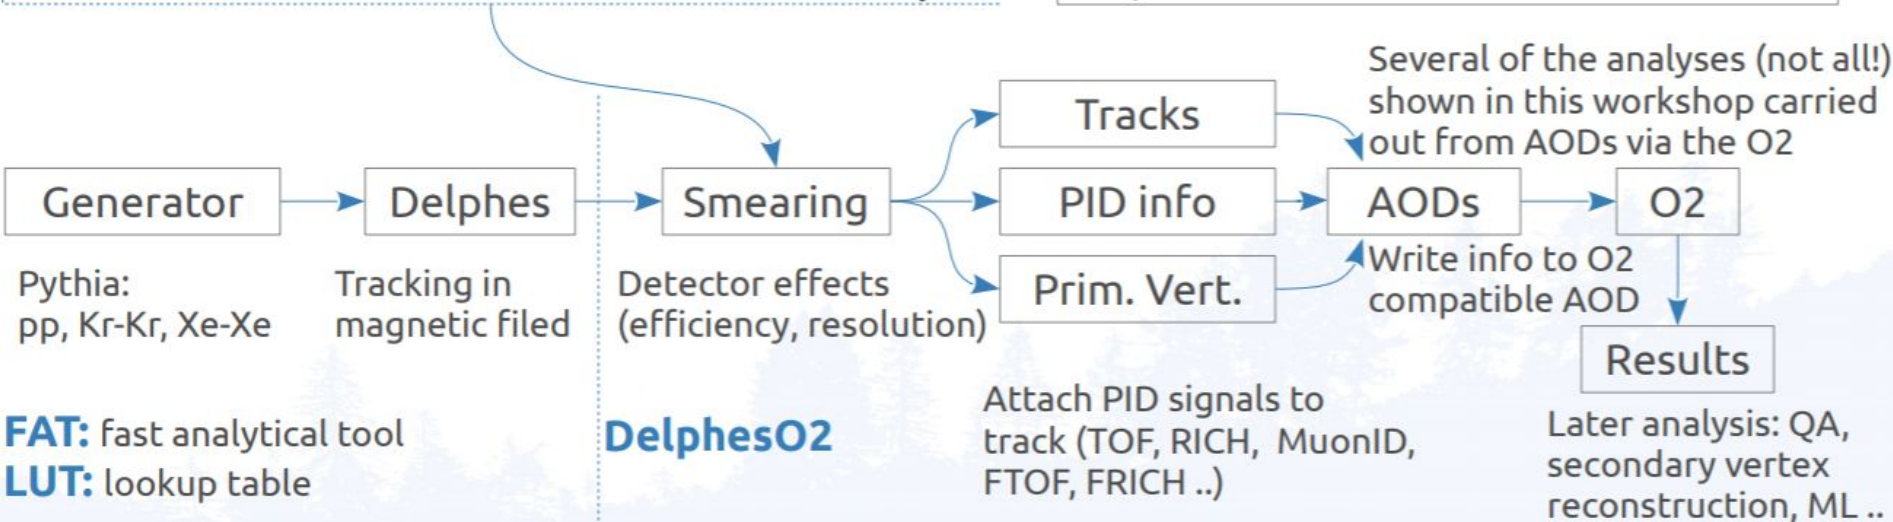 Several of the analyses (not all!)
shown in this workshop carried
out from AODs via the O2
Tracks
Generator
Delphes
Smearing
PID info
AODs
O2
Pythia:
pp, Kr-Kr, Xe-Xe
Tracking in
magnetic filed
Detector effects
(efficiency, resolution)
Prim. Vert.
Write info to O2
compatible AOD
Results
FAT: fast analytical tool
LUT: lookup table
DelphesO2
Attach PID signals to
track (TOF, RICH, MuonID,
FTOF, FRICH ..)
Later analysis: QA,
secondary vertex
reconstruction, ML ..